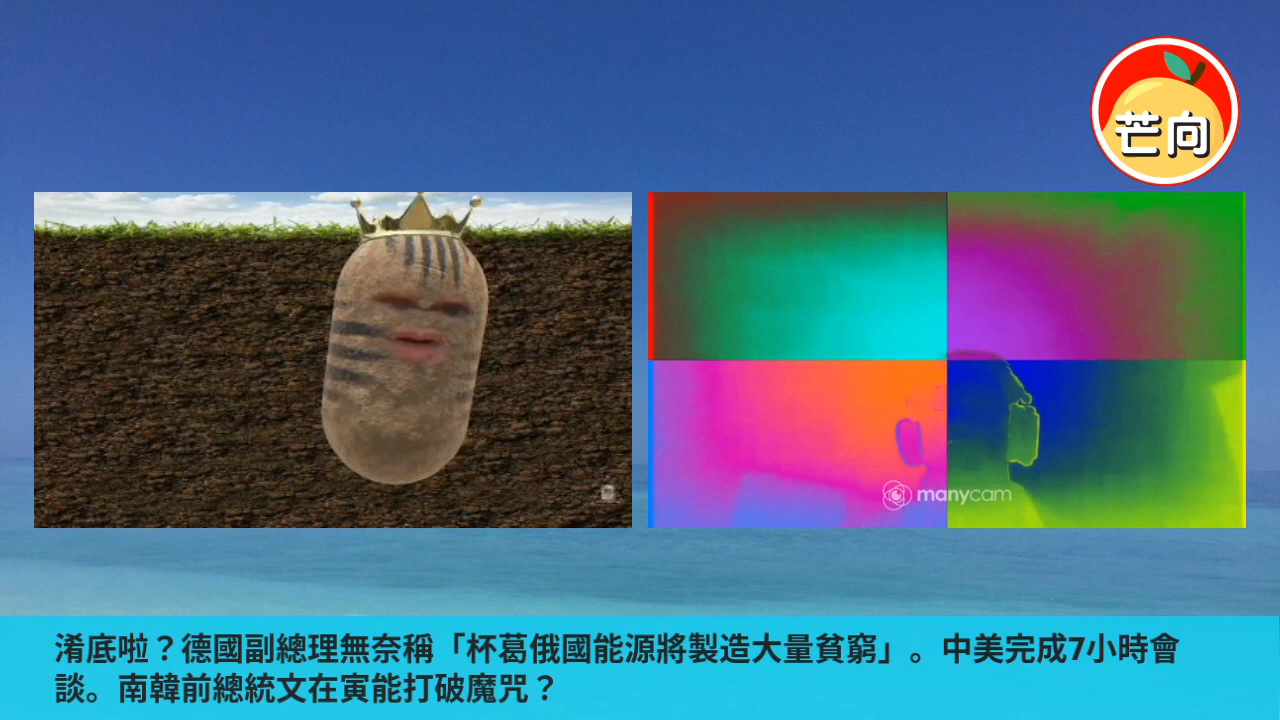 芒向
manycam
淆底啦？德國副總理無奈稱「杯葛俄國能源將製造大量貧窮」。中美完成7小時會
談。南韓前總統文在寅能打破魔咒？